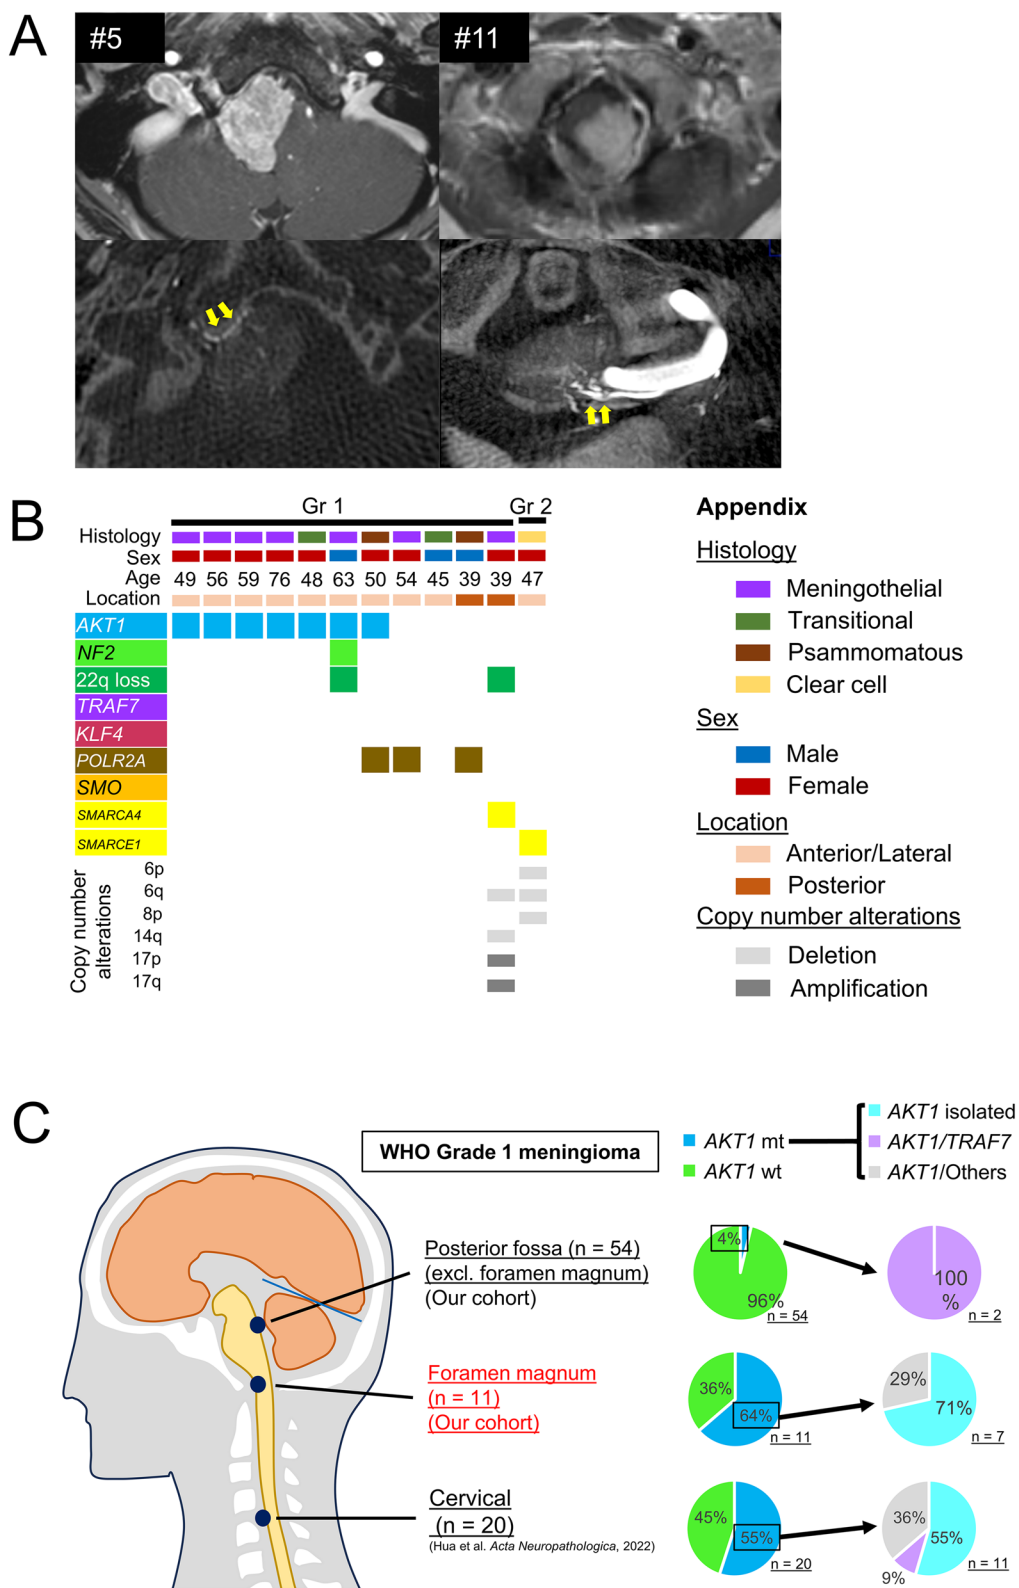 A
#5
#11
B
Gr 1
Gr 2
Histology
Sex
Age 49 56 59 76 48 63 50 54 45 39 39 47
Location
AKT1
NF2
22q loss
TRAF7
KLF4
POLR2A
SMO
SMARCA4
SMARCE1
Copy number
alterations
6p
6q
8p
14q
17p
17q
Appendix
Histology
Meningothelial
Transitional
Psammomatous
Clear cell
Sex
Male
Female
Location
Anterior/Lateral
Posterior
Copy number alterations
Deletion
Amplification
C
WHO Grade 1 meningioma
AKT1 mt
AKT1 wt
AKT1 isolated
AKT1/TRAF7
AKT1/Others
Posterior fossa (n = 54)
(excl. foramen magnum)
(Our cohort)
4%
96%
n = 54
100
%
n = 2
Foramen magnum
(n = 11)
(Our cohort)
36%
64%
n = 11
29%
71%
n = 7
Cervical
(n = 20)
(Hua et al. Acta Neuropathologica, 2022)
45%
55%
n = 20
36%
55%
9%
n = 11